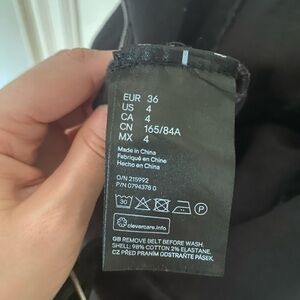 EUR 36
US 4
CA 4
CN 165/84A
MX 4
Made in China
Fabriqué en Chine
Hecho en China
O/N 215992
P/N 0794378 0
30 P
clevercare.info
GB REMOVE BELT BEFORE WASH.
SHELL: 98% COTTON 2% ELASTANE.
CZ PŘED PRANÍM ODSTRAŇTE PÁSEK.